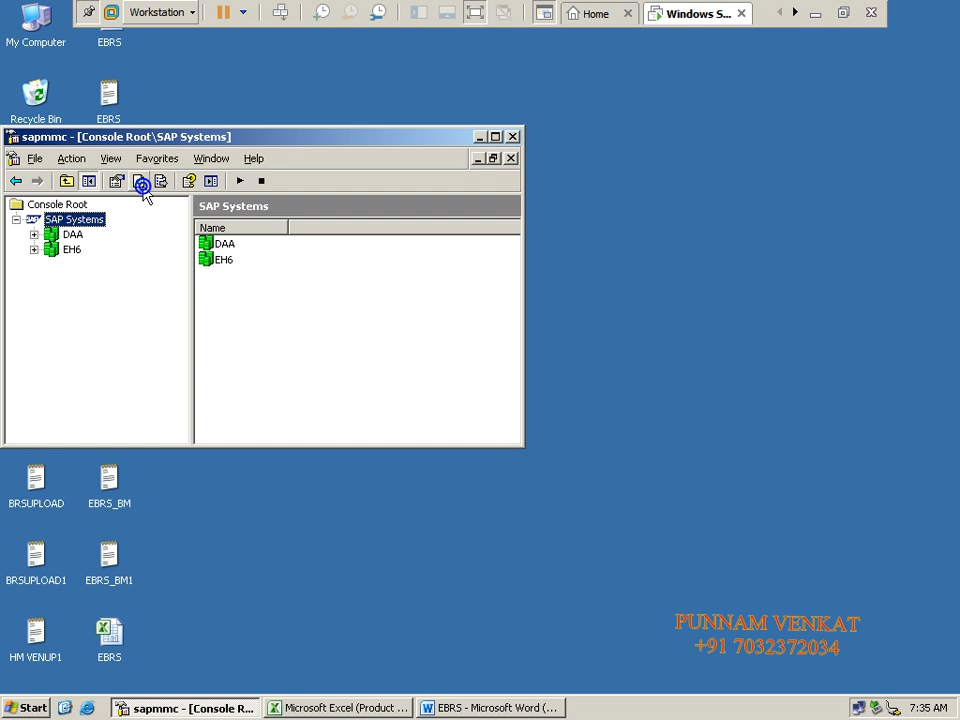 Workstation
Home
Windows S...
My Computer
EBRS
Recycle Bin
EBRS
sapmmc - [Console Root\SAP Systems]
File Action View Favorites Window Help
Console Root
SAP Systems
DAA
EH6
SAP Systems
Name
DAA
EH6
BRSUPLOAD
EBRS_BM
BRSUPLOAD1
EBRS_BM1
HM VENUP1
EBRS
PUNNAM VENKAT
+91 7032372034
Start
sapmmc - [Console R...
Microsoft Excel (Product ...
EBRS - Microsoft Word (...
7:35 AM